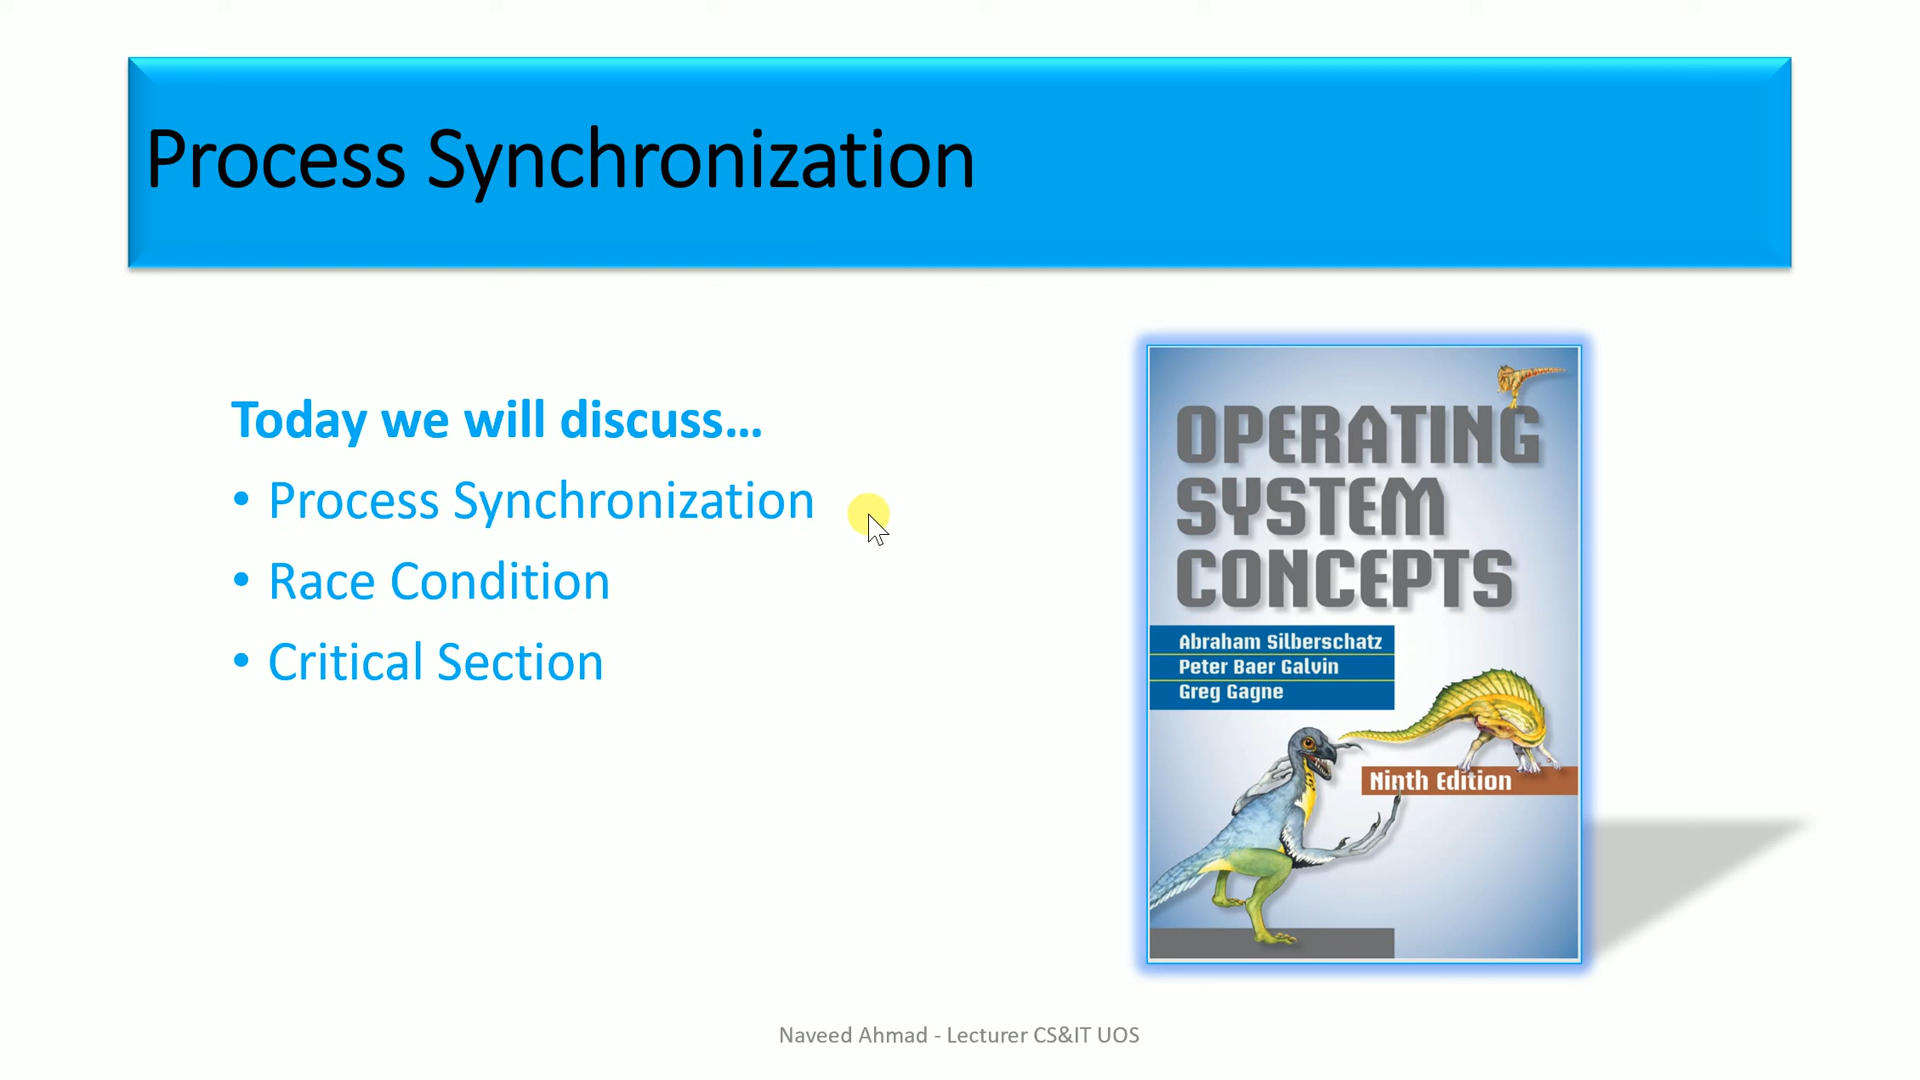 Process Synchronization
Today we will discuss...
• Process Synchronization
• Race Condition
• Critical Section
OPERATING
SYSTEM
CONCEPTS
Abraham Silberschatz
Peter Baer Galvin
Greg Gagne
Ninth Edition
Naveed Ahmad - Lecturer CS&IT UOS